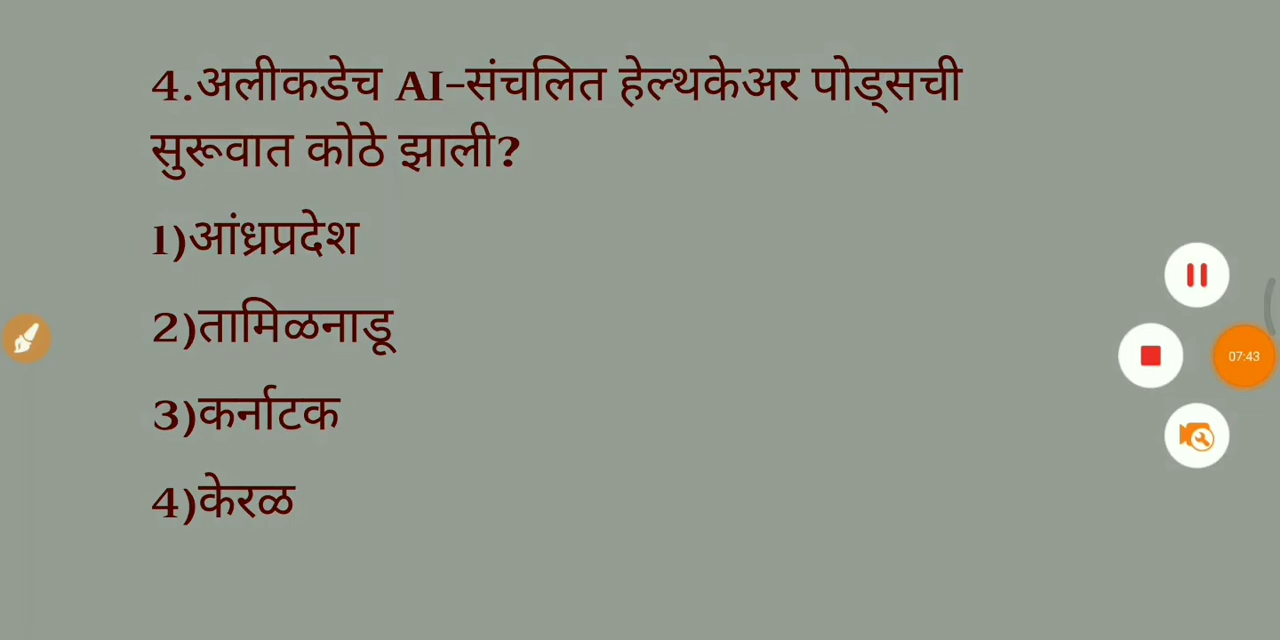 4.अलीकडेच AI-संचलित हेल्थकेअर पोड्सची
सुरूवात कोठे झाली?
1)आंध्रप्रदेश
2)तामिळनाडू
3)कर्नाटक
4)केरळ
07:43